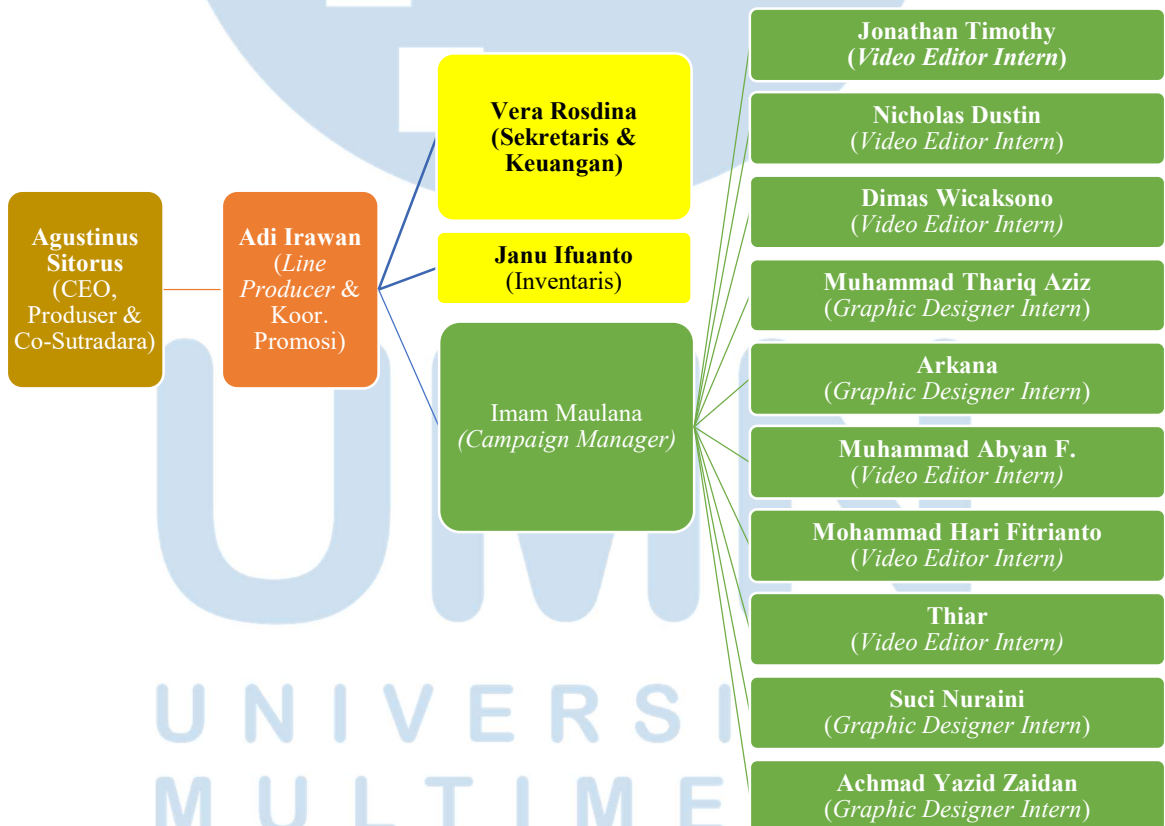 Agustinus
Sitorus
(CEO,
Produser &
Co-Sutradara)
Adi Irawan
(Line
Producer &
Koor.
Promosi)
Vera Rosdina
(Sekretaris &
Keuangan)
Janu Ifuanto
(Inventaris)
Imam Maulana
(Campaign Manager)
Jonathan Timothy
(Video Editor Intern)
Nicholas Dustin
(Video Editor Intern)
Dimas Wicaksono
(Video Editor Intern)
Muhammad Thariq Aziz
(Graphic Designer Intern)
Arkana
(Graphic Designer Intern)
Muhammad Abyan F.
(Video Editor Intern)
Mohammad Hari Fitrianto
(Video Editor Intern)
Thiar
(Video Editor Intern)
Suci Nuraini
(Graphic Designer Intern)
Achmad Yazid Zaidan
(Graphic Designer Intern)
UMN
UNIVERSI
MULTIME